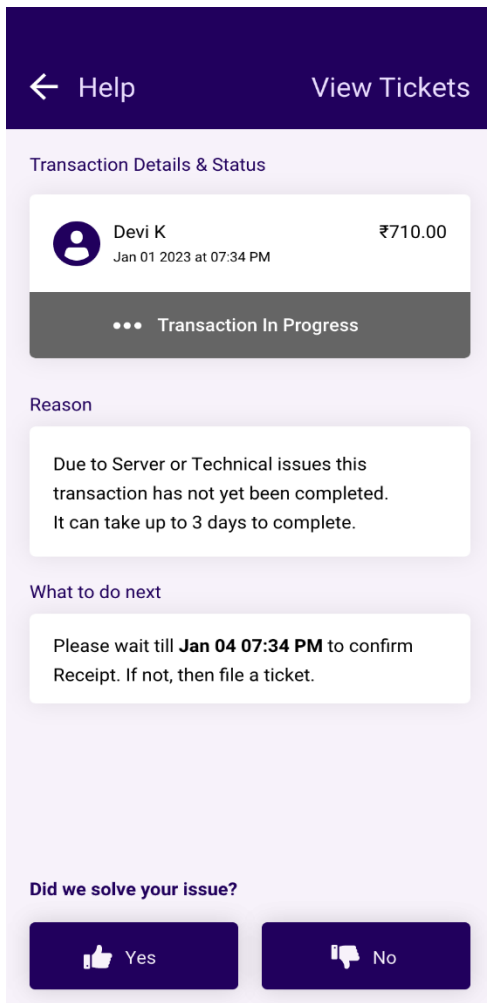 Help
View Tickets
Transaction Details & Status
Devi K
₹710.00
Jan 01 2023 at 07:34 PM
Transaction In Progress
Reason
Due to Server or Technical issues this
transaction has not yet been completed.
It can take up to 3 days to complete.
What to do next
Please wait till Jan 04 07:34 PM to confirm
Receipt. If not, then file a ticket.
Did we solve your issue?
Yes
No